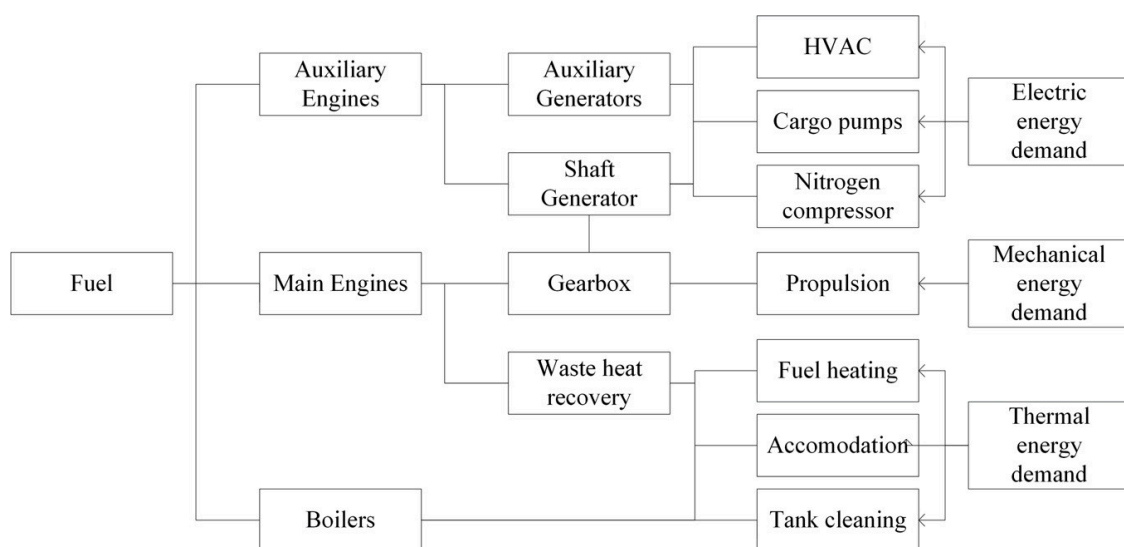 HVAC
Auxiliary
Engines
Auxiliary
Generators
Cargo pumps
Electric
energy
demand
Shaft
Generator
Nitrogen
compressor
Fuel
Main Engines
Gearbox
Propulsion
Mechanical
energy
demand
Waste heat
recovery
Fuel heating
Accomodation
Thermal
energy
demand
Boilers
Tank cleaning